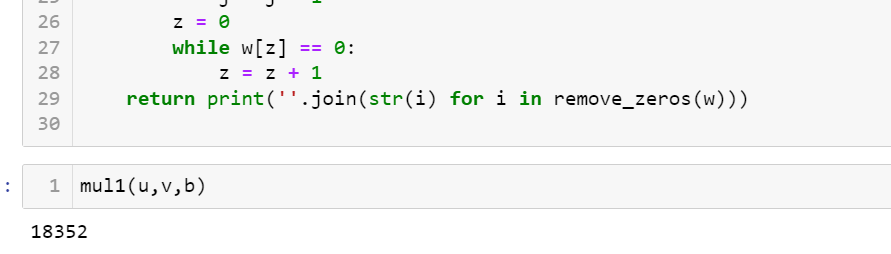 26 z = 0
27 while w[z] == 0:
28 z = z + 1
29 return print(''.join(str(i) for i in remove_zeros(w)))
30
: 1 mul1(u,v,b)
18352